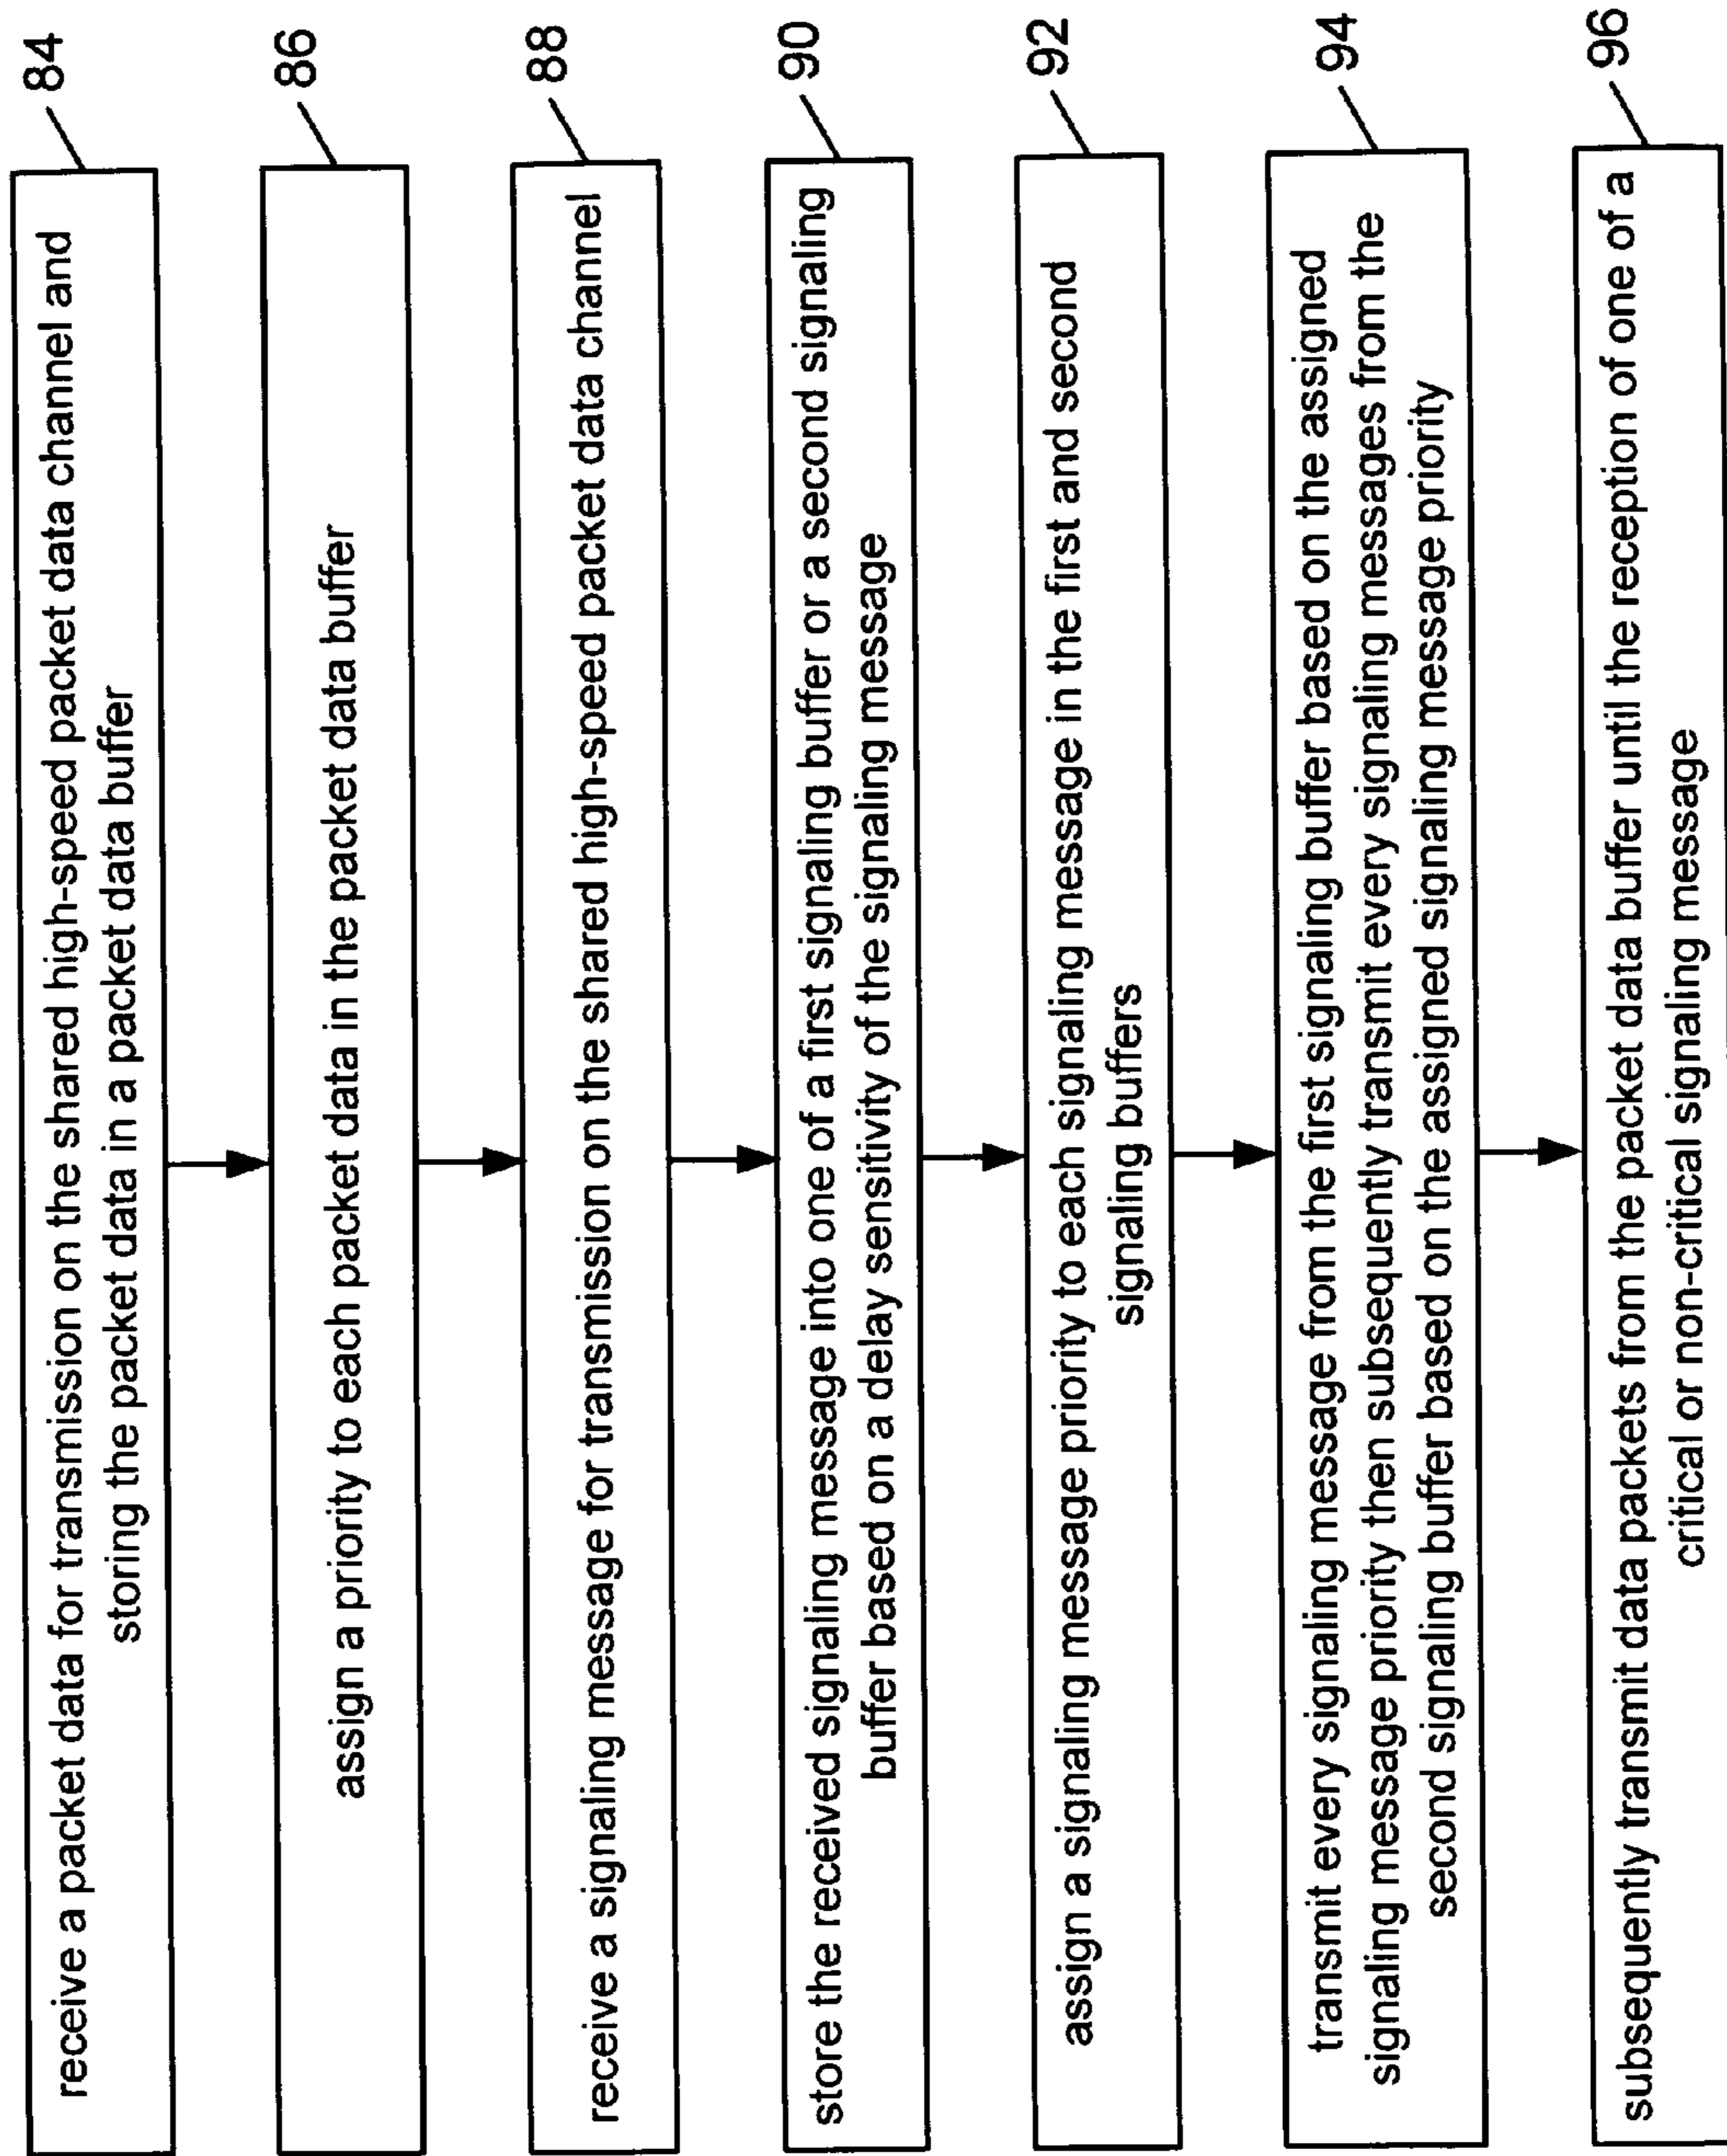 receive a packet data for transmission on the shared high-speed packet data channel and
storing the packet data in a packet data buffer
84
assign a priority to each packet data in the packet data buffer
86
receive a signaling message for transmission on the shared high-speed packet data channel
88
store the received signaling message into one of a first signaling buffer or a second signaling
buffer based on a delay sensitivity of the signaling message
90
assign a signaling message priority to each signaling message in the first and second
signaling buffers
92
transmit every signaling message from the first signaling buffer based on the assigned
signaling message priority then subsequently transmit every signaling messages from the
second signaling buffer based on the assigned signaling message priority
94
subsequently transmit data packets from the packet data buffer until the reception of one of a
critical or non-critical signaling message
96